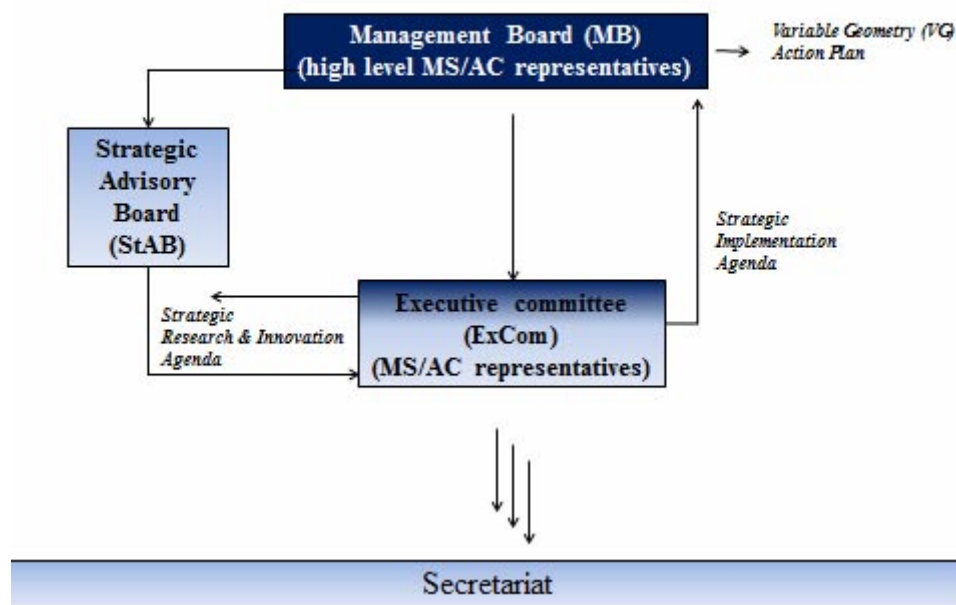 Management Board (MB)
(high level MS/AC representatives)
Variable Geometry (VG)
Action Plan
Strategic
Advisory
Board
(StAB)
Strategic
Implementation
Agenda
Strategic
Research & Innovation
Agenda
Executive committee
(ExCom)
(MS/AC representatives)
Secretariat